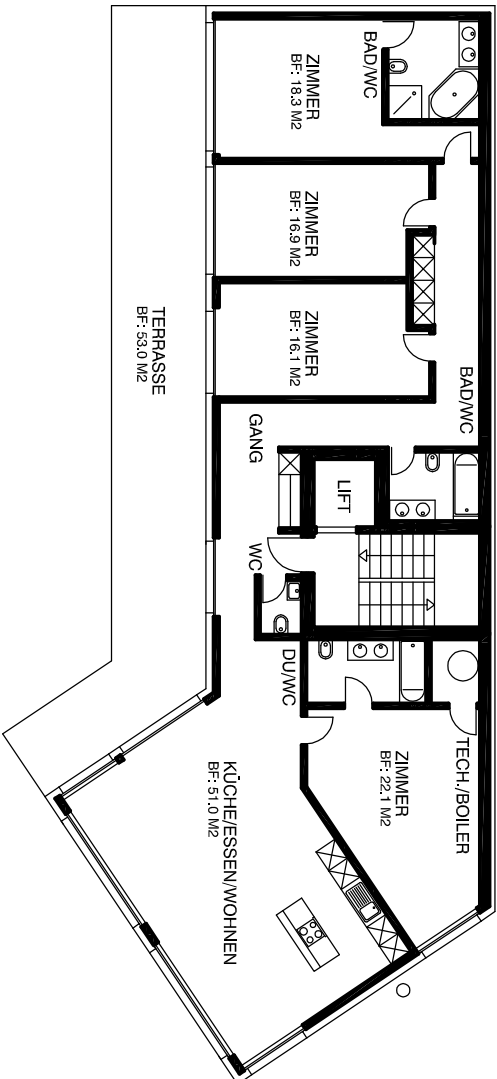 BAD/WC
ZIMMER
BF: 18.3 M2
ZIMMER
BF: 16.9 M2
ZIMMER
BF: 16.1 M2
TERRASSE
BF: 53.0 M2
BAD/WC
GANG
LIFT
WC
DU/WC
TECH./BOILER
ZIMMER
BF: 22.1 M2
KÜCHE/ESSEN/WOHNEN
BF: 51.0 M2